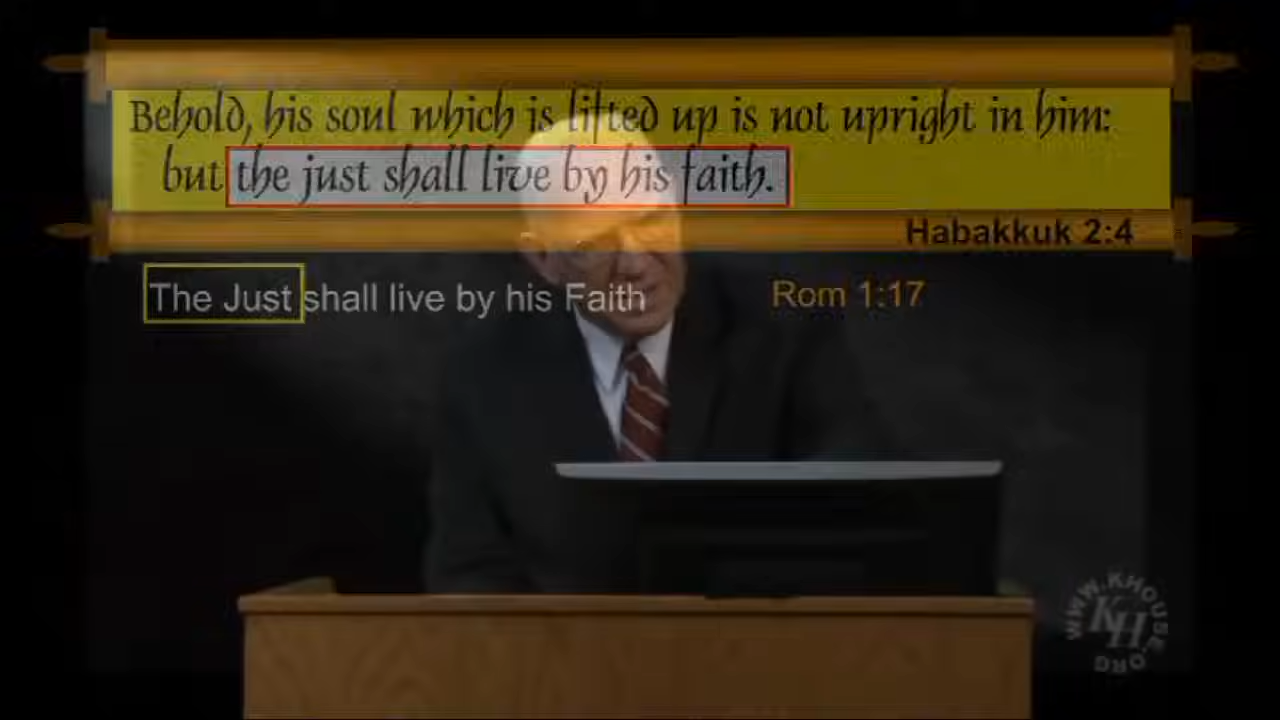 Behold, his soul which is lifted up is not upright in him:
but the just shall live by his faith.
Habakkuk 2:4
The Just shall live by his Faith
Rom 1:17
WWW.KHOUSE.ORG
KH